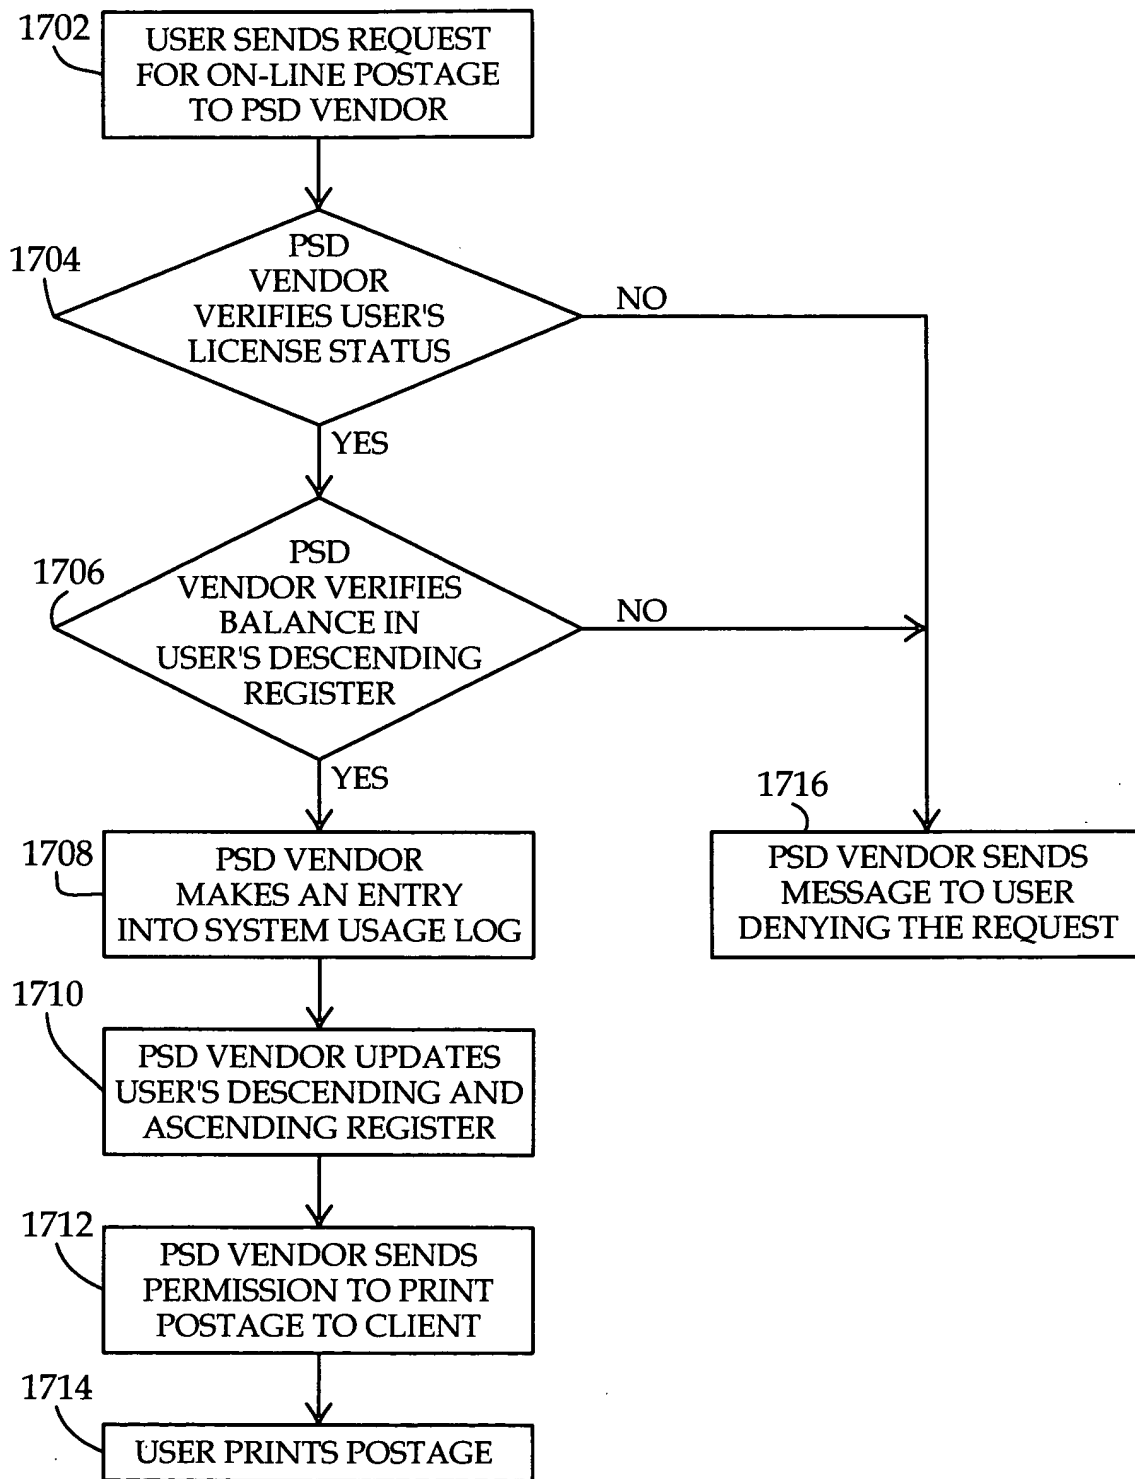 1702
USER SENDS REQUEST
FOR ON-LINE POSTAGE
TO PSD VENDOR
1704
PSD
VENDOR
VERIFIES USER'S
LICENSE STATUS
NO
YES
1706
PSD
VENDOR VERIFIES
BALANCE IN
USER'S DESCENDING
REGISTER
NO
YES
1708
PSD VENDOR
MAKES AN ENTRY
INTO SYSTEM USAGE LOG
1716
PSD VENDOR SENDS
MESSAGE TO USER
DENYING THE REQUEST
1710
PSD VENDOR UPDATES
USER'S DESCENDING AND
ASCENDING REGISTER
1712
PSD VENDOR SENDS
PERMISSION TO PRINT
POSTAGE TO CLIENT
1714
USER PRINTS POSTAGE